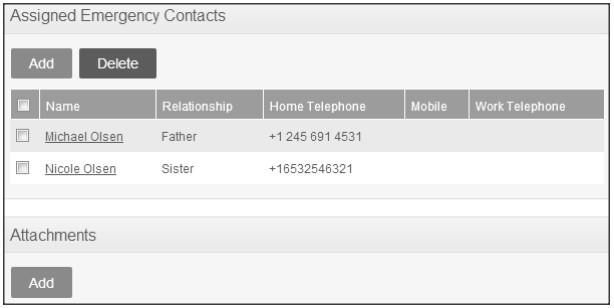 Assigned Emergency Contacts
Add Delete
Name Relationship Home Telephone Mobile Work Telephone
Michael Olsen Father +1 245 691 4531
Nicole Olsen Sister +16532546321
Attachments
Add